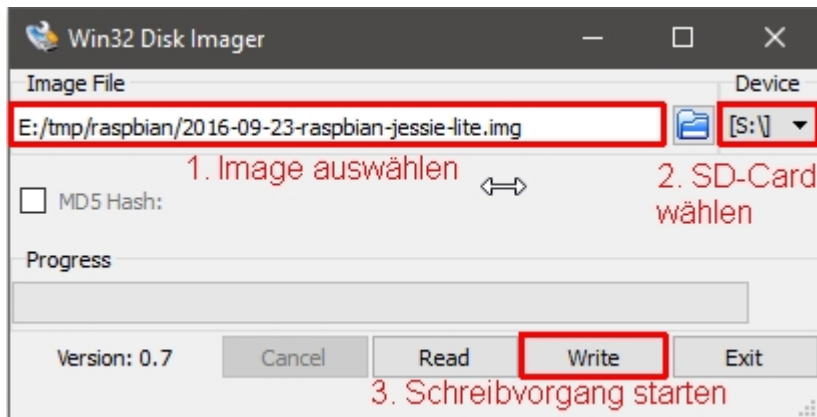 Win32 Disk Imager
Image File
Device
E:/tmp/raspbian/2016-09-23-raspbian-jessie-lite.img
[S:\]
1. Image auswählen
2. SD-Card
wählen
MD5 Hash:
Progress
Version: 0.7
Cancel
Read
Write
Exit
3. Schreibvorgang starten